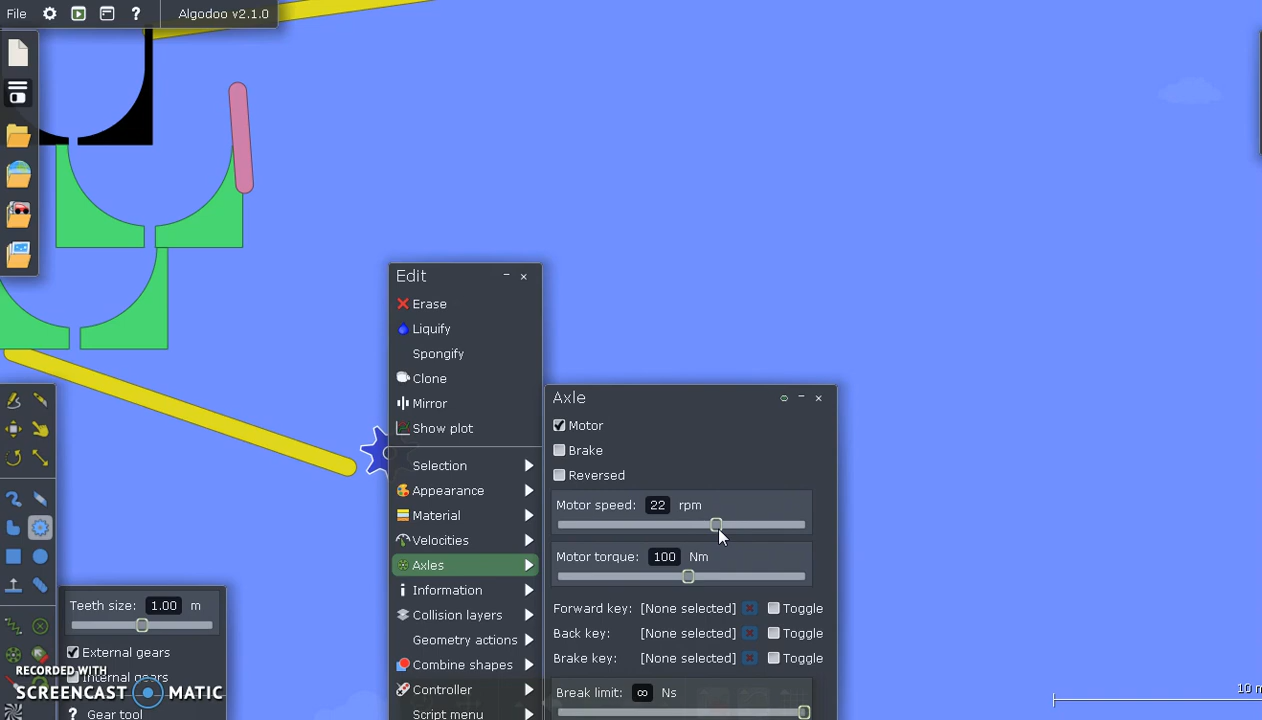 File ? Algodoo v2.1.0
Edit
Erase
Liquify
Spongify
Clone
Mirror
Show plot
Selection
Appearance
Material
Velocities
Axles
Information
Collision layers
Geometry actions
Combine shapes
Controller
Script menu
Axle
Motor
Brake
Reversed
Motor speed: 22 rpm
Motor torque: 100 Nm
Forward key: [None selected] Toggle
Back key: [None selected] Toggle
Brake key: [None selected] Toggle
Break limit: ∞ Ns
Teeth size: 1.00 m
External gears
Internal gears
? Gear tool
RECORDED WITH
SCREENCAST MATIC
10 m